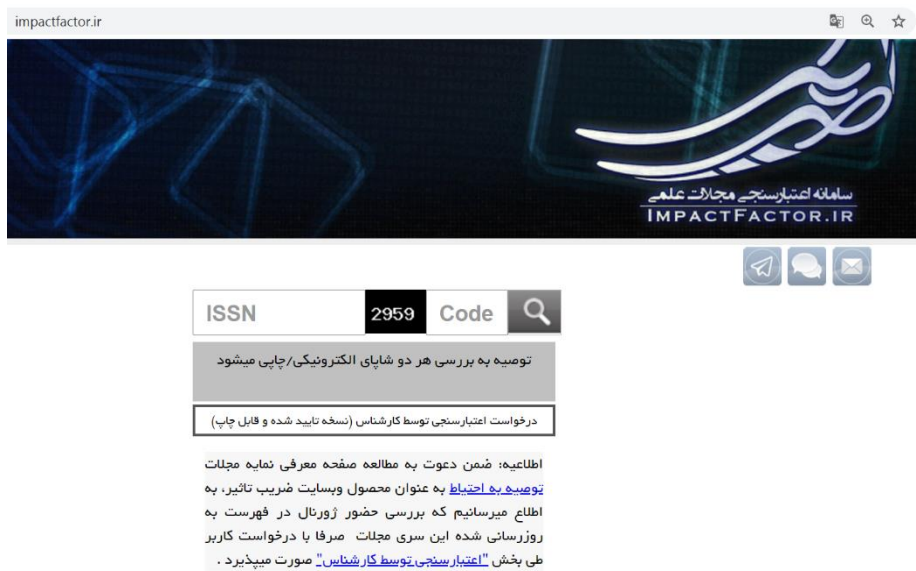 impactfactor.ir
ضریب تاثیر
سامانه اعتبارسنجی مجلات علمی
IMPACTFACTOR.IR
ISSN 2959 Code
توصیه به بررسی هر دو شاپای الکترونیکی/چاپی میشود
درخواست اعتبارسنجی توسط کارشناس (نسخه تایید شده و قابل چاپ)
اطلاعیه: ضمن دعوت به مطالعه صفحه معرفی نمایه مجلات
توصیه به احتیاط به عنوان محصول وبسایت ضریب تاثیر، به
اطلاع میرسانیم که بررسی حضور ژورنال در فهرست به
روزرسانی شده این سری مجلات صرفا با درخواست کاربر
طی بخش "اعتبارسنجی توسط کارشناس" صورت میپذیرد .